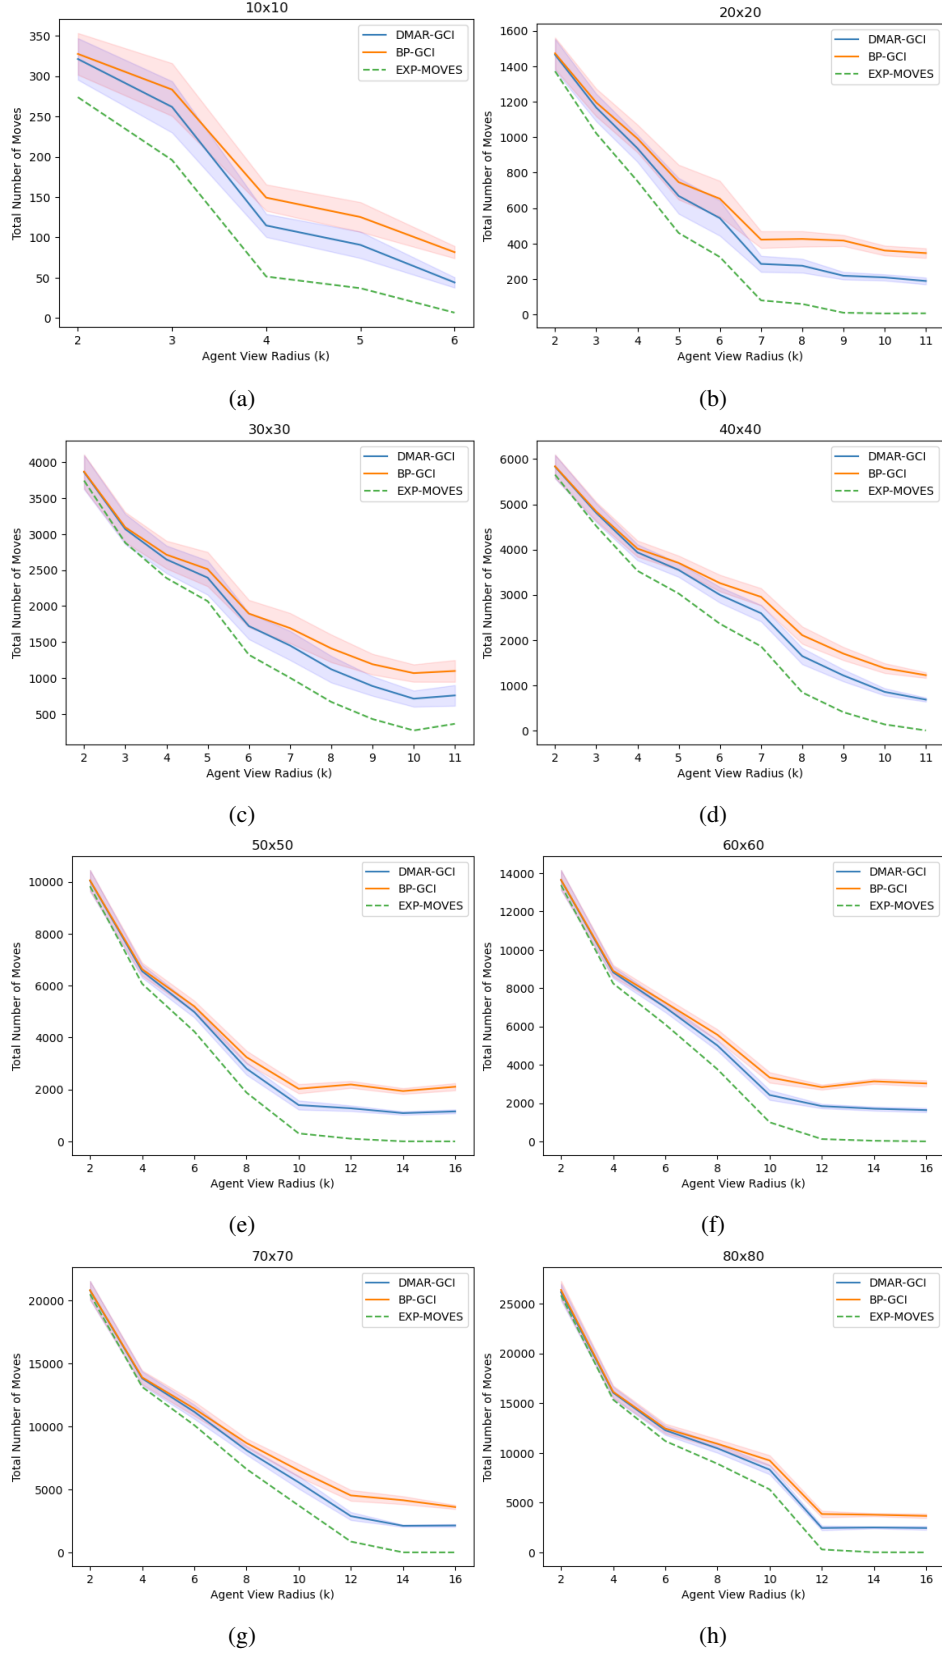 10x10
DMAR-GCI
BP-GCI
EXP-MOVES
Total Number of Moves
350
300
250
200
150
100
50
0
2 3 4 5 6
Agent View Radius (k)
(a)
20x20
DMAR-GCI
BP-GCI
EXP-MOVES
Total Number of Moves
1600
1400
1200
1000
800
600
400
200
0
2 3 4 5 6 7 8 9 10 11
Agent View Radius (k)
(b)
30x30
DMAR-GCI
BP-GCI
EXP-MOVES
Total Number of Moves
4000
3500
3000
2500
2000
1500
1000
500
2 3 4 5 6 7 8 9 10 11
Agent View Radius (k)
(c)
40x40
DMAR-GCI
BP-GCI
EXP-MOVES
Total Number of Moves
6000
5000
4000
3000
2000
1000
0
2 3 4 5 6 7 8 9 10 11
Agent View Radius (k)
(d)
50x50
DMAR-GCI
BP-GCI
EXP-MOVES
Total Number of Moves
10000
8000
6000
4000
2000
0
2 4 6 8 10 12 14 16
Agent View Radius (k)
(e)
60x60
DMAR-GCI
BP-GCI
EXP-MOVES
Total Number of Moves
14000
12000
10000
8000
6000
4000
2000
0
2 4 6 8 10 12 14 16
Agent View Radius (k)
(f)
70x70
DMAR-GCI
BP-GCI
EXP-MOVES
Total Number of Moves
20000
15000
10000
5000
0
2 4 6 8 10 12 14 16
Agent View Radius (k)
(g)
80x80
DMAR-GCI
BP-GCI
EXP-MOVES
Total Number of Moves
25000
20000
15000
10000
5000
0
2 4 6 8 10 12 14 16
Agent View Radius (k)
(h)